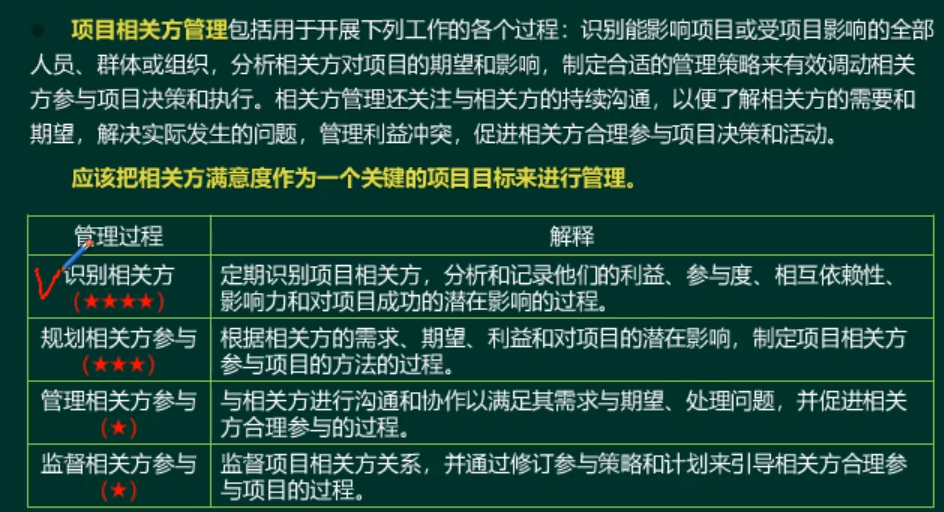 ● 项目相关方管理包括用于开展下列工作的各个过程：识别能影响项目或受项目影响的全部
人员、群体或组织，分析相关方对项目的期望和影响，制定合适的管理策略来有效调动相关
方参与项目决策和执行。相关方管理还关注与相关方的持续沟通，以便了解相关方的需要和
期望，解决实际发生的问题，管理利益冲突，促进相关方合理参与项目决策和活动。
应该把相关方满意度作为一个关键的项目目标来进行管理。
管理过程
解释
识别相关方
（★★★★）
定期识别项目相关方，分析和记录他们的利益、参与度、相互依赖性、
影响力和对项目成功的潜在影响的过程。
规划相关方参与
（★★★）
根据相关方的需求、期望、利益和对项目的潜在影响，制定项目相关方
参与项目的方法的过程。
管理相关方参与
（★）
与相关方进行沟通和协作以满足其需求与期望、处理问题，并促进相关
方合理参与的过程。
监督相关方参与
（★）
监督项目相关方关系，并通过修订参与策略和计划来引导相关方合理参
与项目的过程。